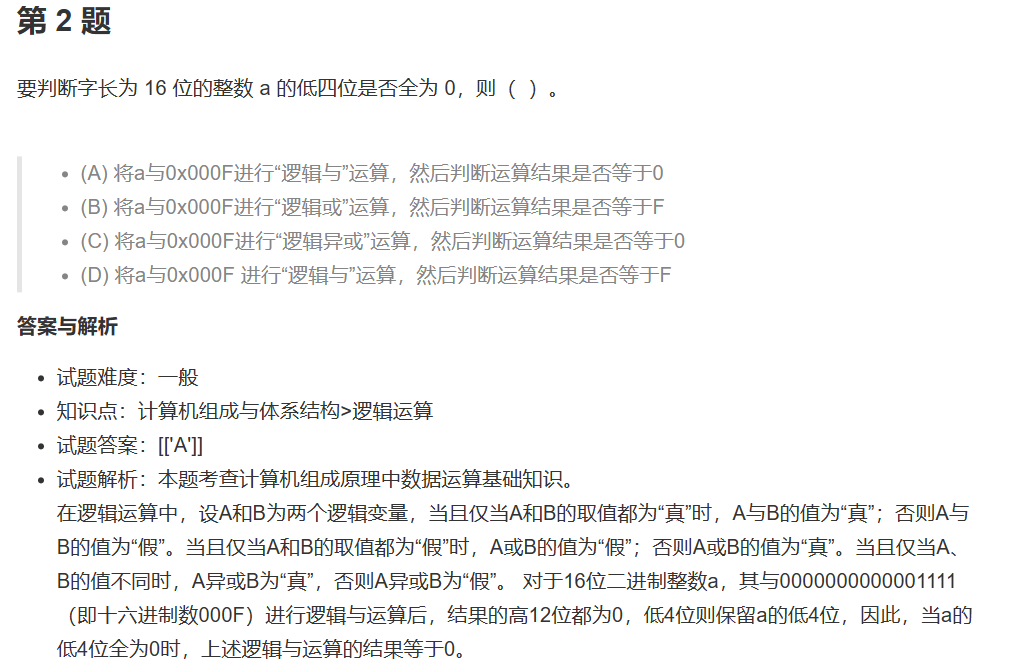 第 2 题
要判断字长为 16 位的整数 a 的低四位是否全为 0，则（ ）。
• (A) 将a与0x000F进行“逻辑与”运算，然后判断运算结果是否等于0
• (B) 将a与0x000F进行“逻辑或”运算，然后判断运算结果是否等于F
• (C) 将a与0x000F进行“逻辑异或”运算，然后判断运算结果是否等于0
• (D) 将a与0x000F 进行“逻辑与”运算，然后判断运算结果是否等于F
答案与解析
• 试题难度：一般
• 知识点：计算机组成与体系结构>逻辑运算
• 试题答案：[['A']]
• 试题解析：本题考查计算机组成原理中数据运算基础知识。
在逻辑运算中，设A和B为两个逻辑变量，当且仅当A和B的取值都为“真”时，A与B的值为“真”；否则A与
B的值为“假”。当且仅当A和B的取值都为“假”时，A或B的值为“假”；否则A或B的值为“真”。当且仅当A、
B的值不同时，A异或B为“真”，否则A异或B为“假”。 对于16位二进制整数a，其与0000000000001111
（即十六进制数000F）进行逻辑与运算后，结果的高12位都为0，低4位则保留a的低4位，因此，当a的
低4位全为0时，上述逻辑与运算的结果等于0。